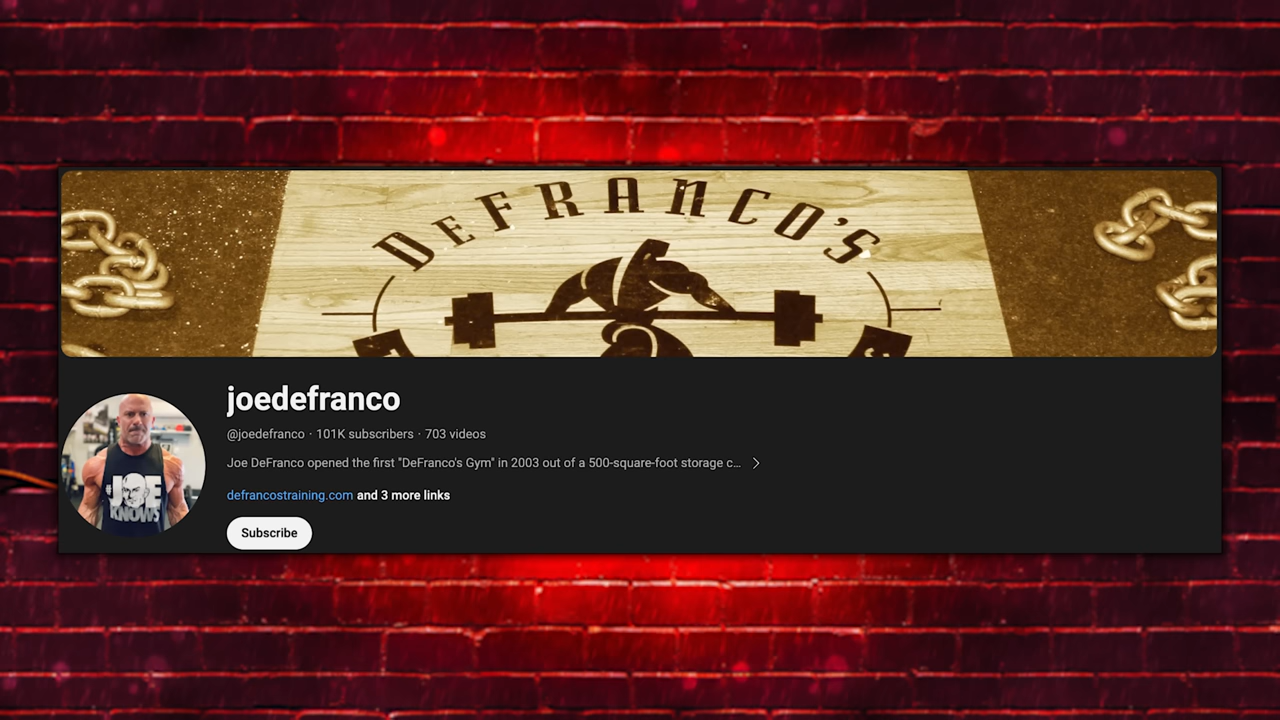 DEFRANCO'S
joedefranco
@joedefranco · 101K subscribers · 703 videos
Joe DeFranco opened the first "DeFranco's Gym" in 2003 out of a 500-square-foot storage c...
defrancostraining.com and 3 more links
Subscribe
#JOE
KNOWS